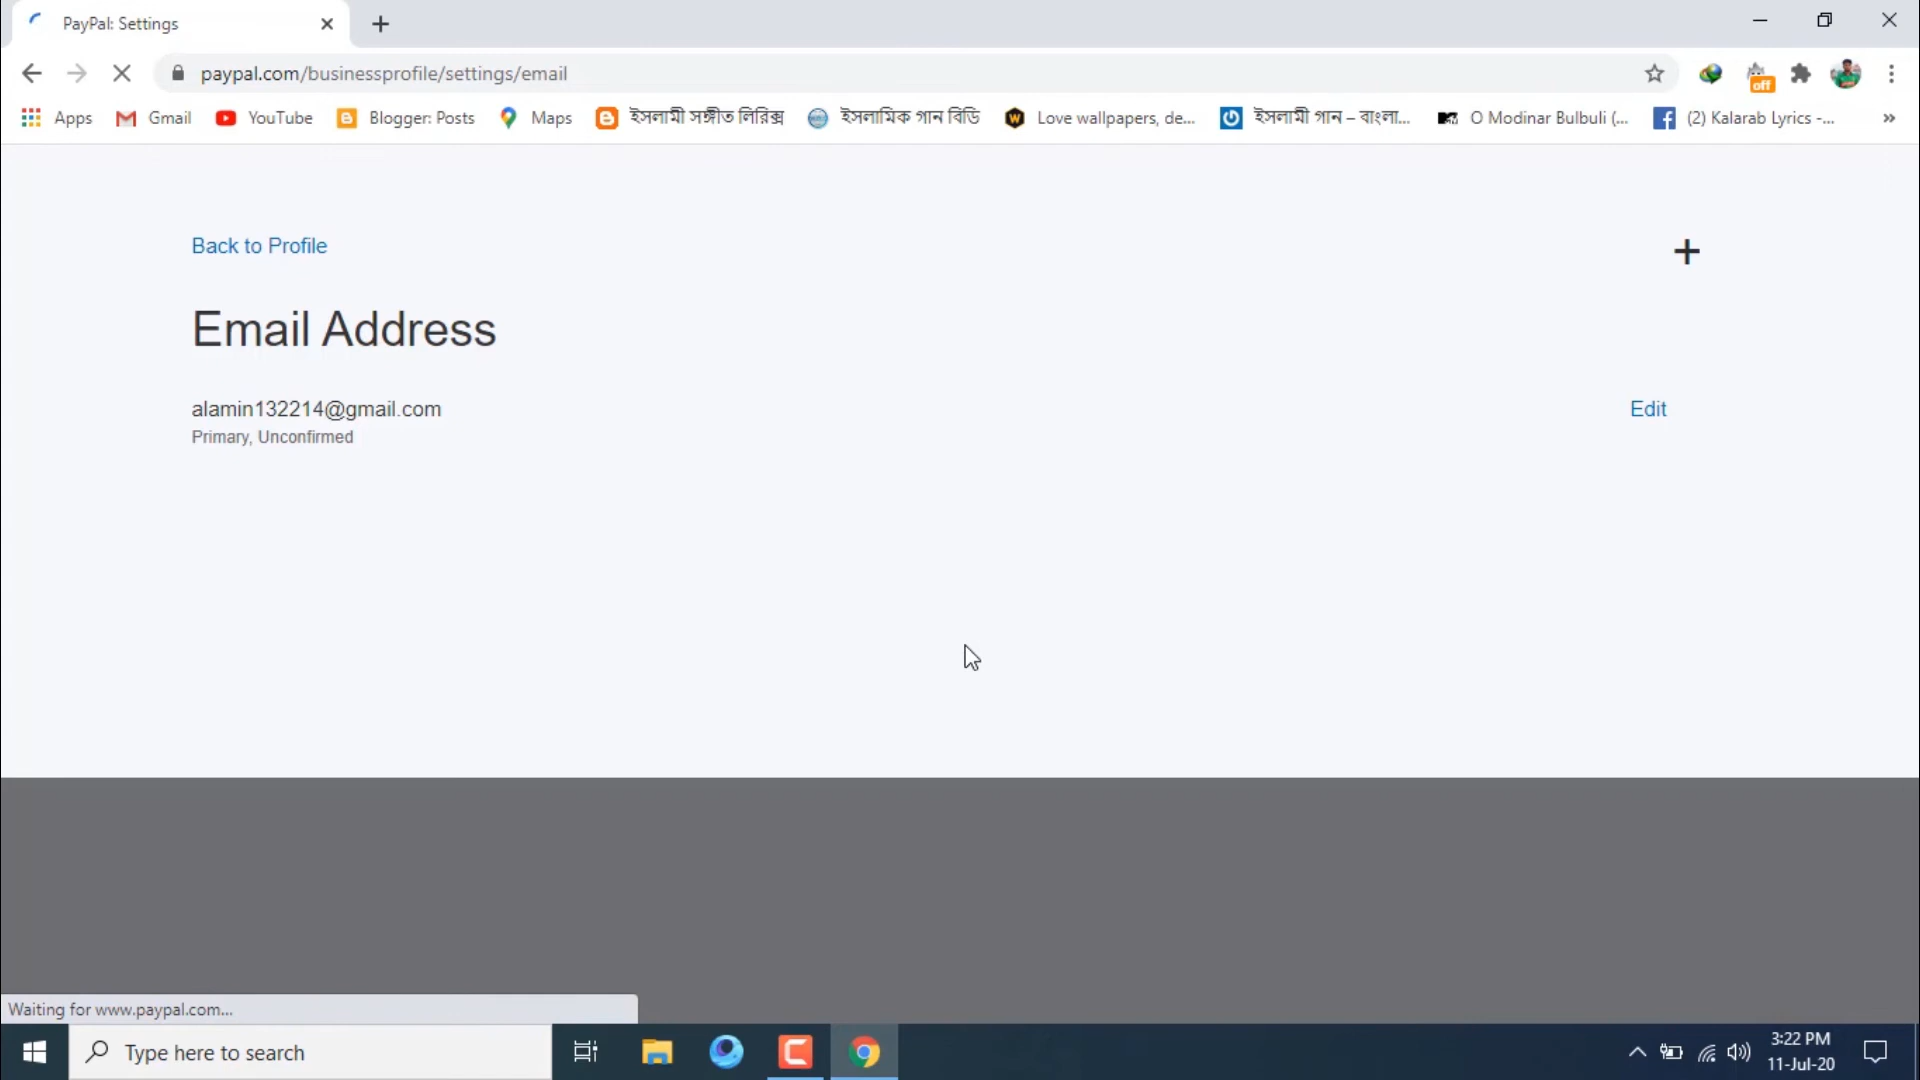 PayPal: Settings
paypal.com/businessprofile/settings/email
off
Apps Gmail YouTube Blogger: Posts Maps ইসলামী সঙ্গীত লিরিক্স ইসলামিক গান বিডি Love wallpapers, de... ইসলামী গান – বাংলা... O Modinar Bulbuli (... (2) Kalarab Lyrics -... »
Back to Profile
Email Address
alamin132214@gmail.com Edit
Primary, Unconfirmed
Waiting for www.paypal.com...
Type here to search
3:22 PM
11-Jul-20